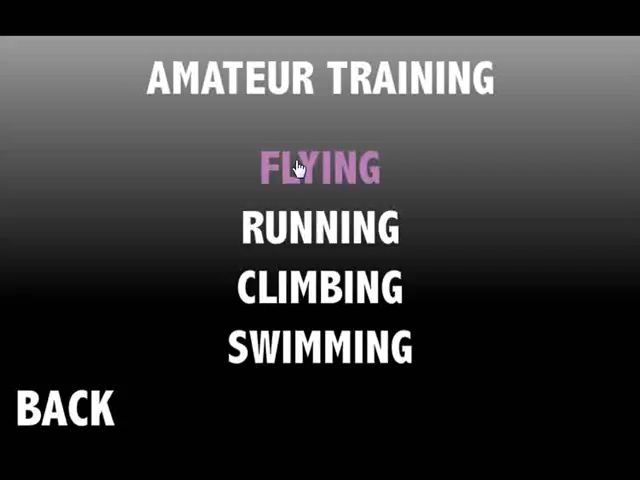 AMATEUR TRAINING
FLYING
RUNNING
CLIMBING
SWIMMING
BACK